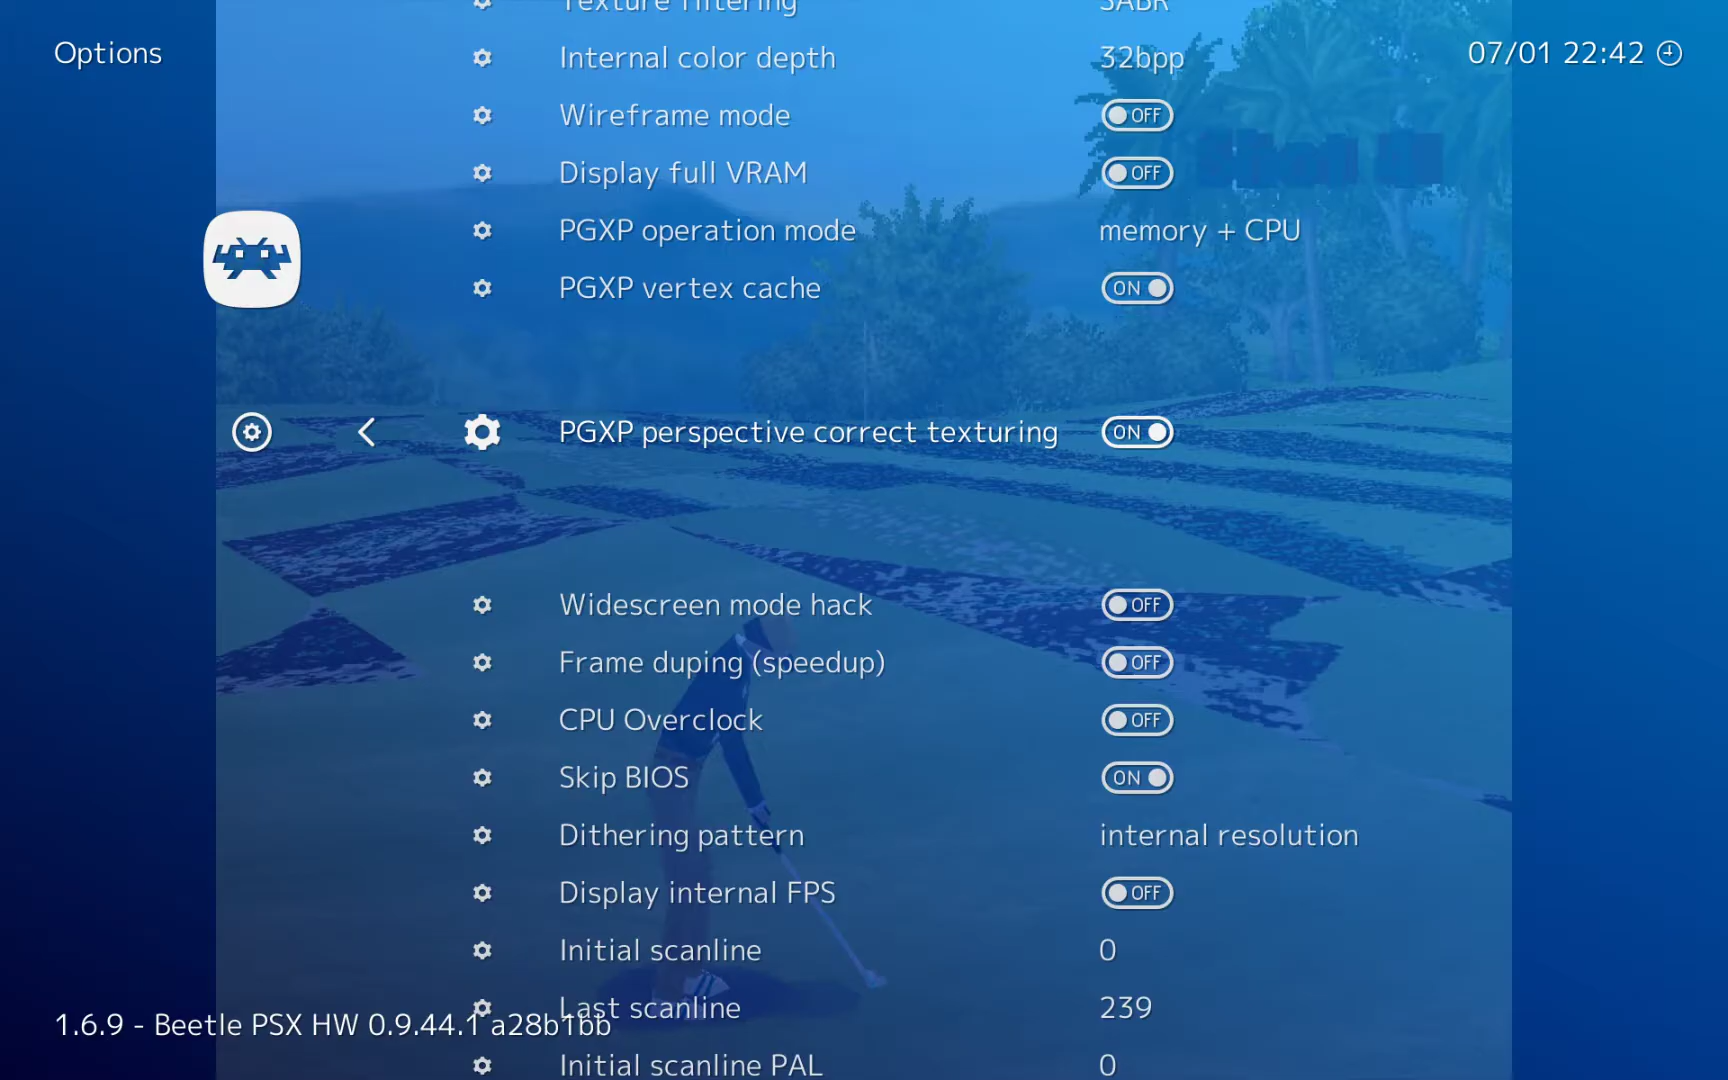 Options
07/01 22:42
Texture filtering SABR
Internal color depth 32bpp
Wireframe mode OFF
Display full VRAM OFF
PGXP operation mode memory + CPU
PGXP vertex cache ON
PGXP perspective correct texturing ON
Widescreen mode hack OFF
Frame duping (speedup) OFF
CPU Overclock OFF
Skip BIOS ON
Dithering pattern internal resolution
Display internal FPS OFF
Initial scanline 0
Last scanline 239
1.6.9 - Beetle PSX HW 0.9.44.1 a28b1bb
Initial scanline PAL 0